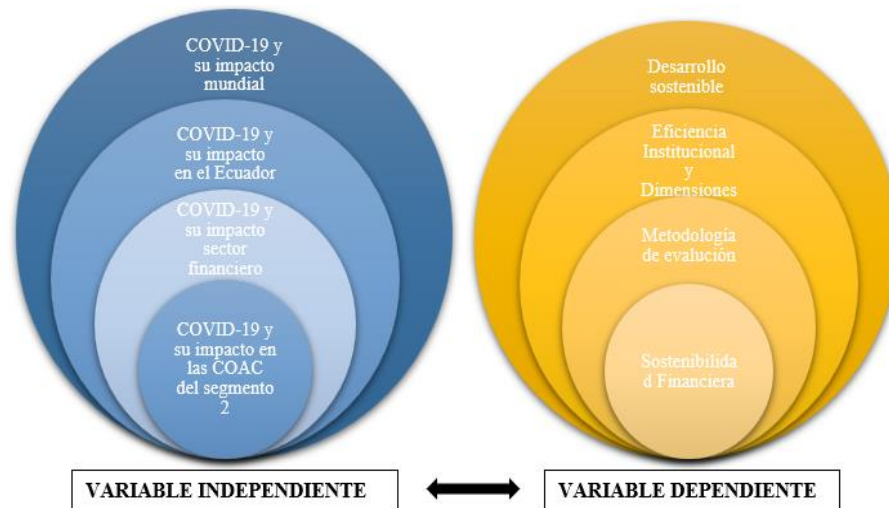 COVID-19 y
su impacto
mundial
COVID-19 y
su impacto
en el Ecuador
COVID-19 y
su impacto
sector
financiero
COVID-19 y
su impacto en
las COAC
del segmento
2
Desarrollo
sostenible
Eficiencia
Institucional
y
Dimensiones
Metodología
de evalución
Sostenibilida
d Financiera
VARIABLE INDEPENDIENTE
VARIABLE DEPENDIENTE